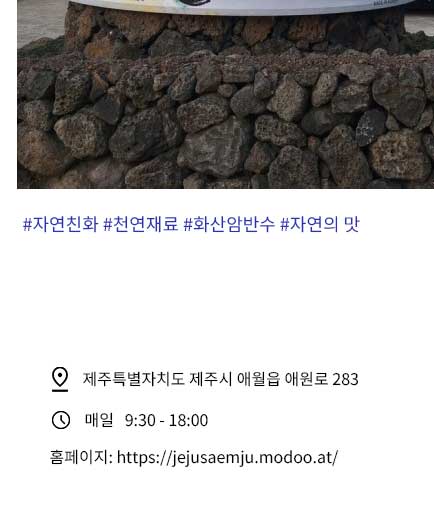 #자연친화 #천연재료 #화산암반수 #자연의 맛
제주특별자치도 제주시 애월읍 애원로 283
매일 9:30 - 18:00
홈페이지: https://jejusaemju.modoo.at/